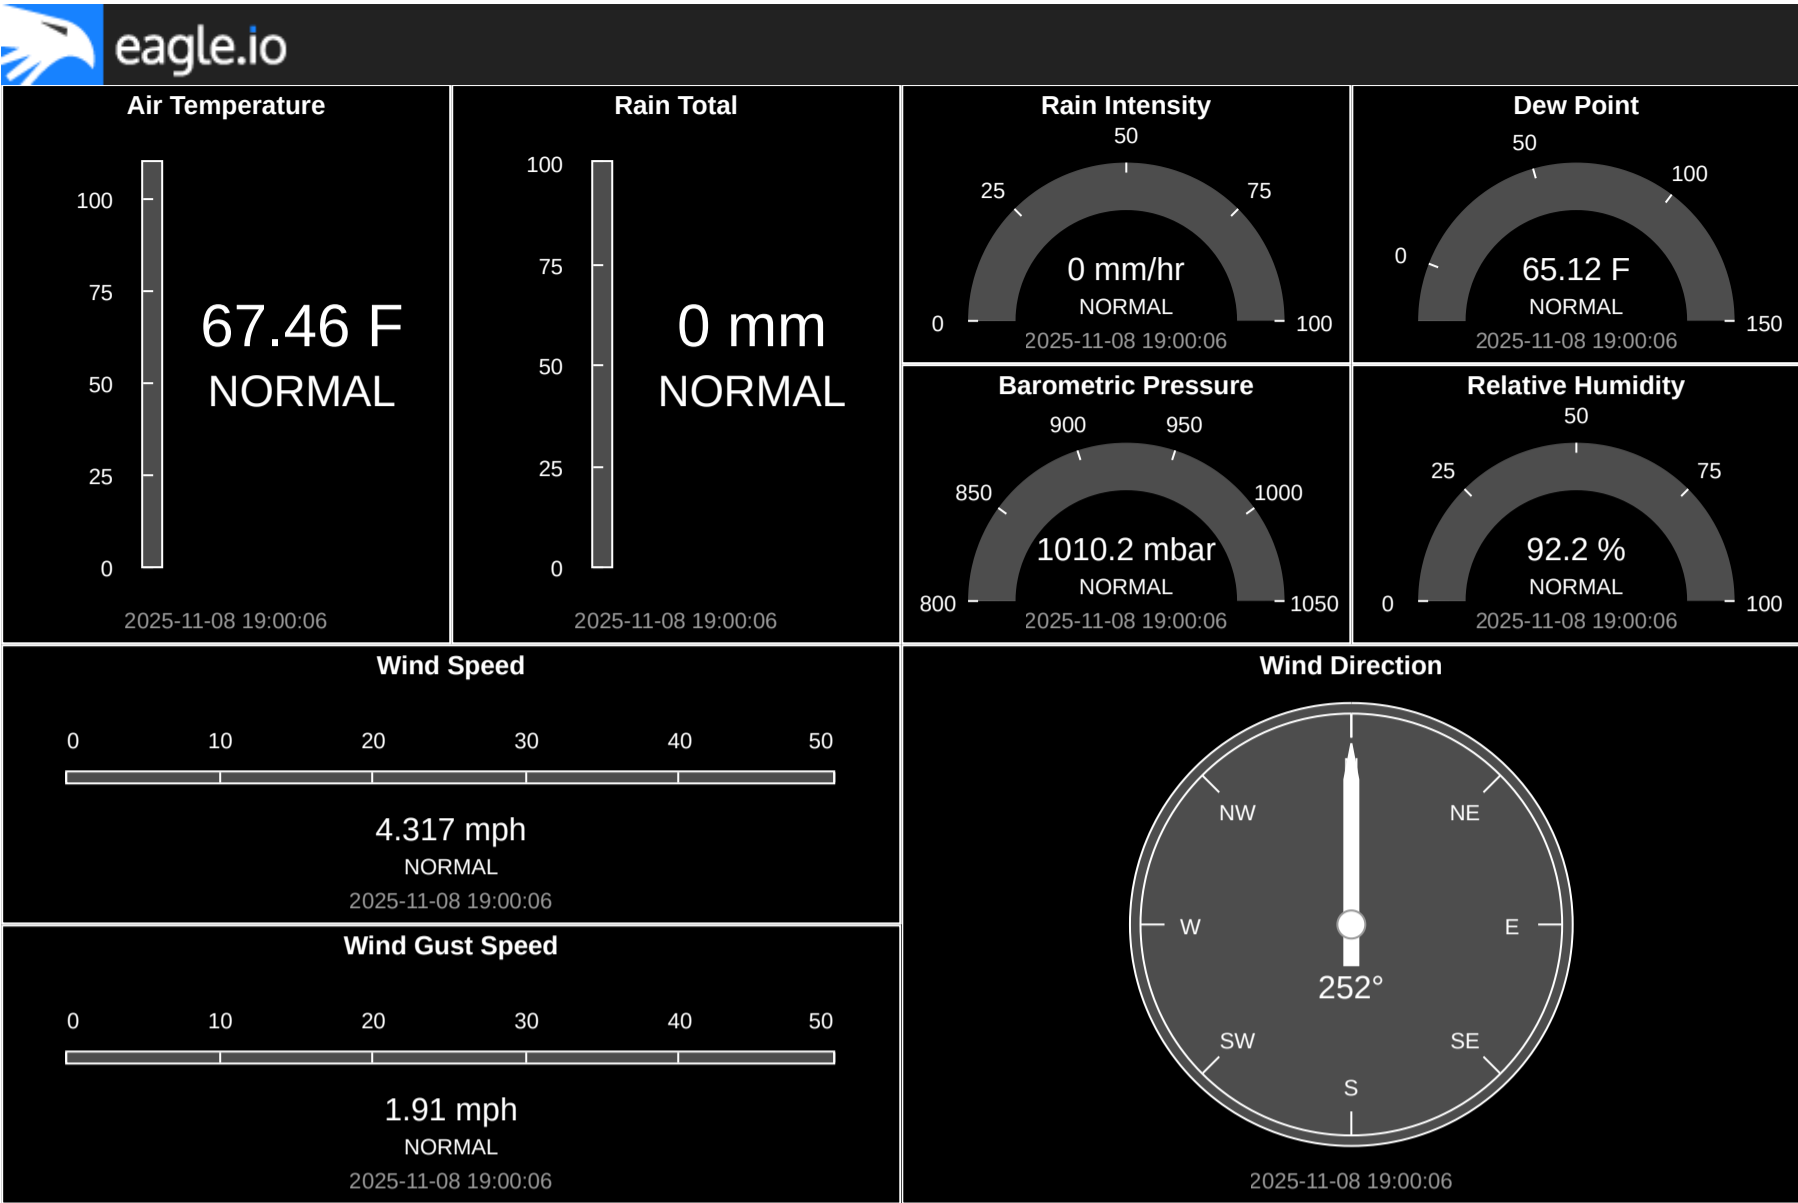 eagle.io
Air Temperature
100
75
50
25
0
67.46 F
NORMAL
2025-11-08 19:00:06
Rain Total
100
75
50
25
0
0 mm
NORMAL
2025-11-08 19:00:06
Rain Intensity
50
25
75
0
100
0 mm/hr
NORMAL
2025-11-08 19:00:06
Dew Point
50
100
0
150
65.12 F
NORMAL
2025-11-08 19:00:06
Barometric Pressure
900
950
850
1000
800
1050
1010.2 mbar
NORMAL
2025-11-08 19:00:06
Relative Humidity
50
25
75
0
100
92.2 %
NORMAL
2025-11-08 19:00:06
Wind Speed
0 10 20 30 40 50
4.317 mph
NORMAL
2025-11-08 19:00:06
Wind Gust Speed
0 10 20 30 40 50
1.91 mph
NORMAL
2025-11-08 19:00:06
Wind Direction
NW NE
W E
252°
SW SE
S
2025-11-08 19:00:06